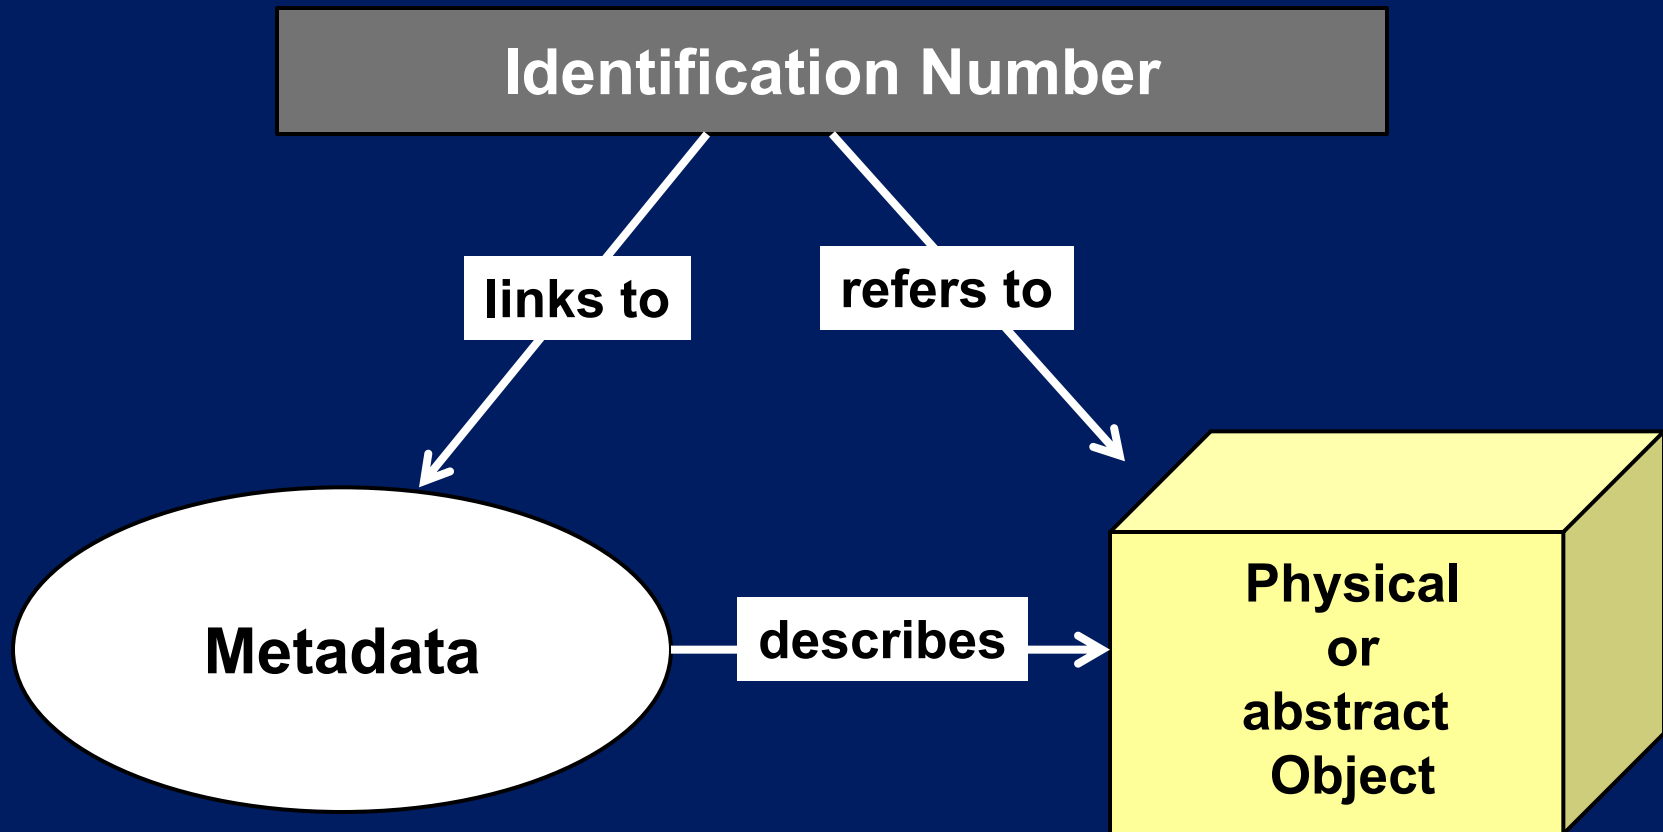 Identification Number
links to
refers to
Metadata
describes
Physical
or
abstract
Object